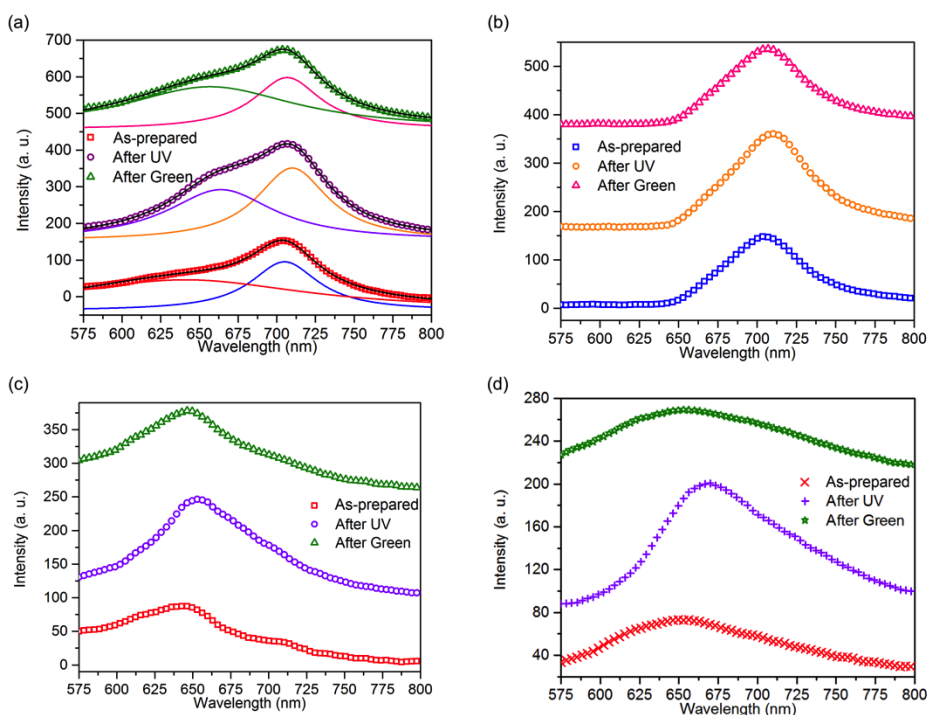 (a)
700
600
500
400
300
200
100
0
Intensity (a. u.)
As-prepared
After UV
After Green
575 600 625 650 675 700 725 750 775 800
Wavelength (nm)
(b)
500
400
300
200
100
0
Intensity (a. u.)
As-prepared
After UV
After Green
575 600 625 650 675 700 725 750 775 800
Wavelength (nm)
(c)
350
300
250
200
150
100
50
0
Intensity (a. u.)
As-prepared
After UV
After Green
575 600 625 650 675 700 725 750 775 800
Wavelength (nm)
(d)
280
240
200
160
120
80
40
Intensity (a. u.)
As-prepared
After UV
After Green
575 600 625 650 675 700 725 750 775 800
Wavelength (nm)